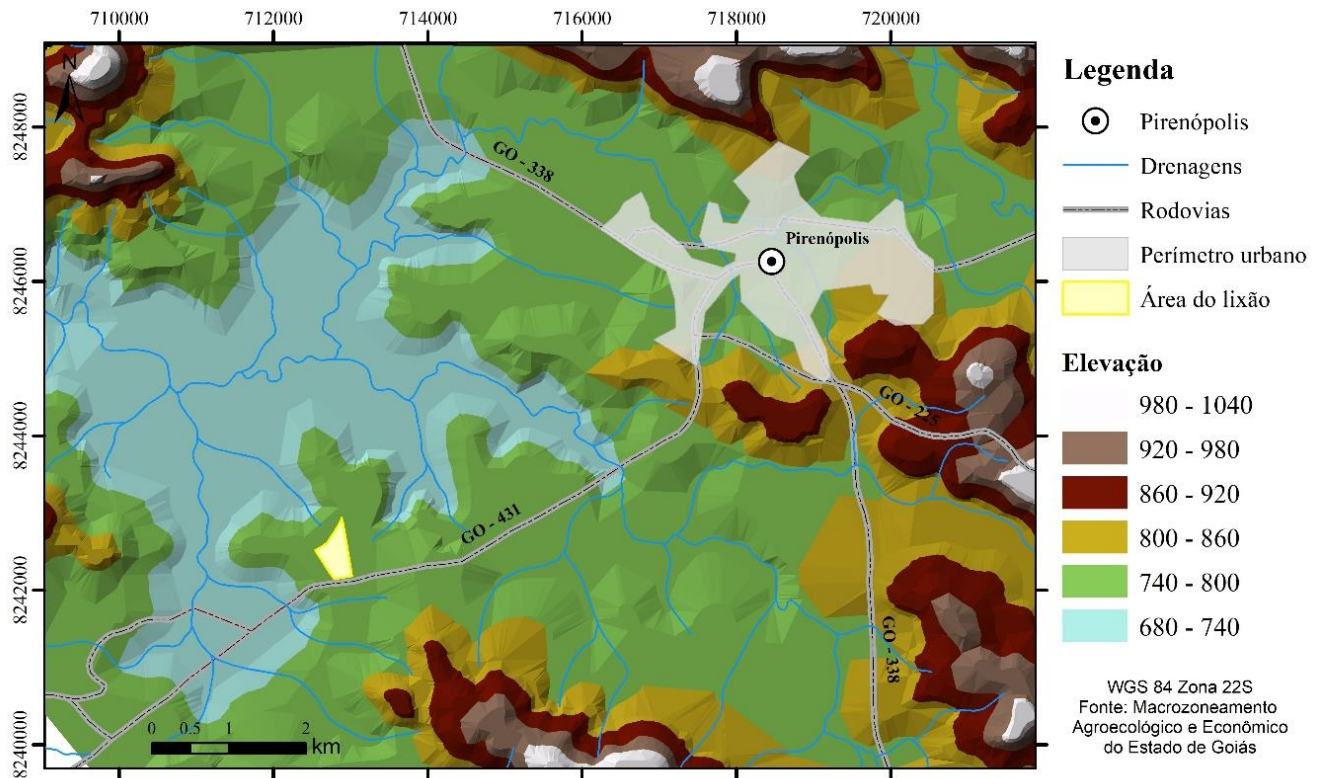 710000 712000 714000 716000 718000 720000
8248000
8246000
8244000
8242000
8240000
N
GO - 338
Pirenópolis
GO - 225
GO - 431
GO - 338
0 0.5 1 2
km
Legenda
Pirenópolis
Drenagens
Rodovias
Perímetro urbano
Área do lixão
Elevação
980 - 1040
920 - 980
860 - 920
800 - 860
740 - 800
680 - 740
WGS 84 Zona 22S
Fonte: Macrozoneamento
Agroecológico e Econômico
do Estado de Goiás